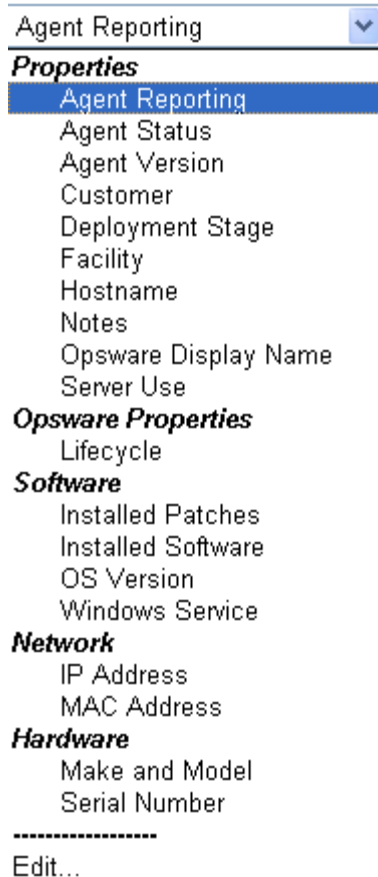 Agent Reporting
Properties
Agent Reporting
Agent Status
Agent Version
Customer
Deployment Stage
Facility
Hostname
Notes
Opsware Display Name
Server Use
Opsware Properties
Lifecycle
Software
Installed Patches
Installed Software
OS Version
Windows Service
Network
IP Address
MAC Address
Hardware
Make and Model
Serial Number
------------------
Edit...